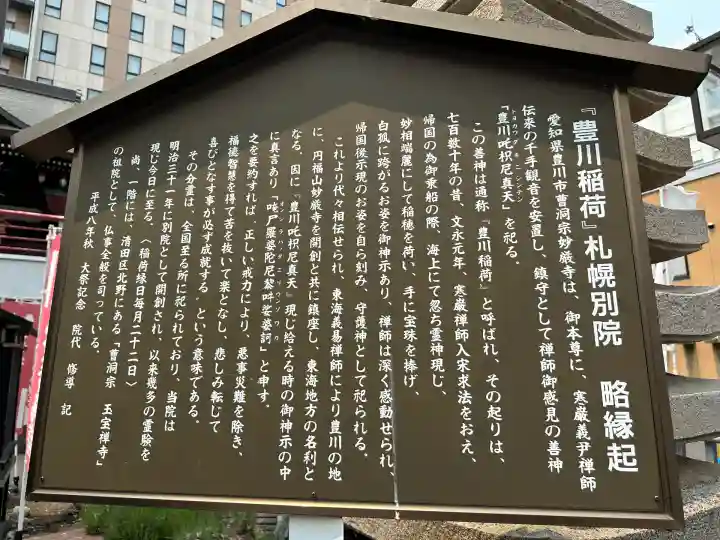 『豊川稲荷』札幌別院　略縁起
愛知県豊川市曹洞宗妙厳寺は、御本尊に、寒巌義尹禅師
伝来の千手観音を安置し、鎮守として禅師御感見の善神
「豊川吒枳尼真天」を祀る。
この善神は通称「豊川稲荷」と呼ばれ、その起りは、
七百数十年の昔、文永元年、寒巌禅師入宋求法をおえ、
帰国の為御乗船の際、海上にて忽ち霊神現じ、
妙相端麗にして稲穂を荷い、手に宝珠を捧げ、
白狐に跨がるお姿を御神示あり、禅師は深く感動せられ、
帰国後示現のお姿を自ら刻み、守護神として祀られる。
これより代々相伝せられ、東海義易禅師により豊川の地
に、円福山妙厳寺を開創と共に鎮座し、東海地方の名刹と
なる。因に「豊川吒枳尼真天』現じ給える時の御神示の中
に真言あり、「唵尸羅婆陀尼黎吽娑婆訶」と申す。
之を要約すれば、正しい戒力により、悪事災難を除き、
福徳智慧を得て苦を抜いて楽となし、悲しみ転じて
喜びとなす事が必ず成就する、という意味である。
その分霊は、全国至る所に祀られており、当院は
明治三十一年に別院として開創され、以来幾多の霊験を
現じ今日に至る。（稲荷縁日毎月二十二日）
尚、一階には、清田区北野にある「曹洞宗　玉宝禅寺」
の祖院として、仏事全般を司っている。
平成八年秋　大祭記念　院代　修導　記